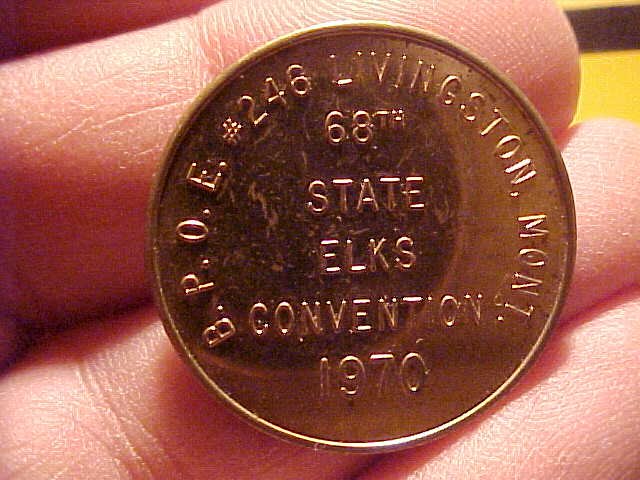 B. P. O. E. #246 LIVINGSTON, MONT.
68TH
STATE
ELKS
CONVENTION
1970